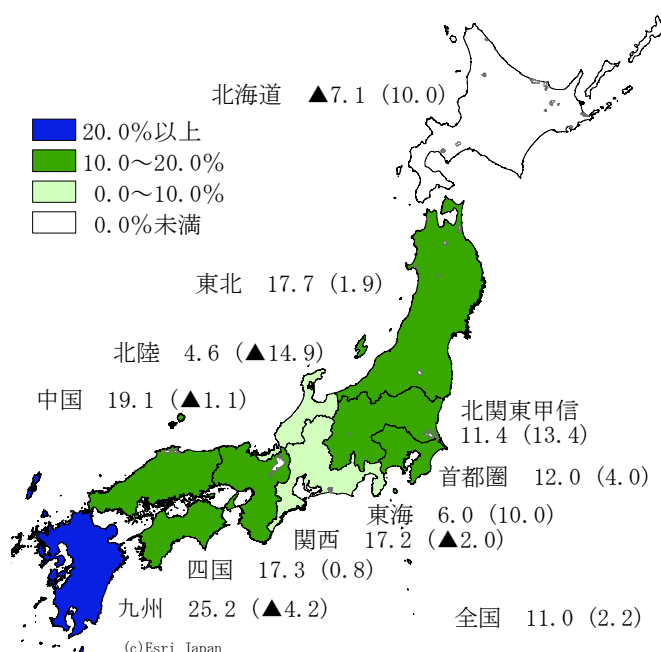 北海道 ▲7.1 (10.0)
20.0%以上
10.0～20.0%
0.0～10.0%
0.0%未満
東北 17.7 (1.9)
北陸 4.6 (▲14.9)
中国 19.1 (▲1.1)
北関東甲信
11.4 (13.4)
首都圏 12.0 (4.0)
東海 6.0 (10.0)
関西 17.2 (▲2.0)
四国 17.3 (0.8)
九州 25.2 (▲4.2)
全国 11.0 (2.2)
(c)Esri Japan